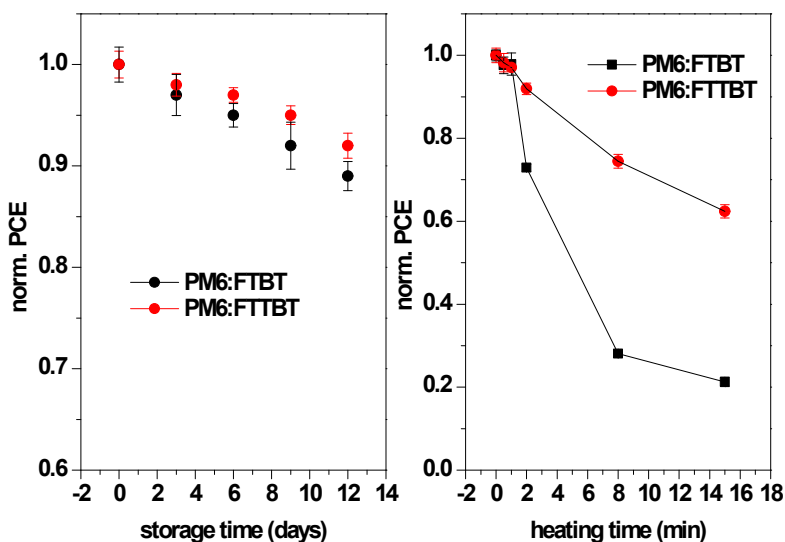 1.0
0.9
0.8
0.7
0.6
norm. PCE
PM6:FTBT
PM6:FTTBT
-2 0 2 4 6 8 10 12 14
storage time (days)
1.0
0.8
0.6
0.4
0.2
0.0
norm. PCE
PM6:FTBT
PM6:FTTBT
-2 0 2 4 6 8 10 12 14 16 18
heating time (min)